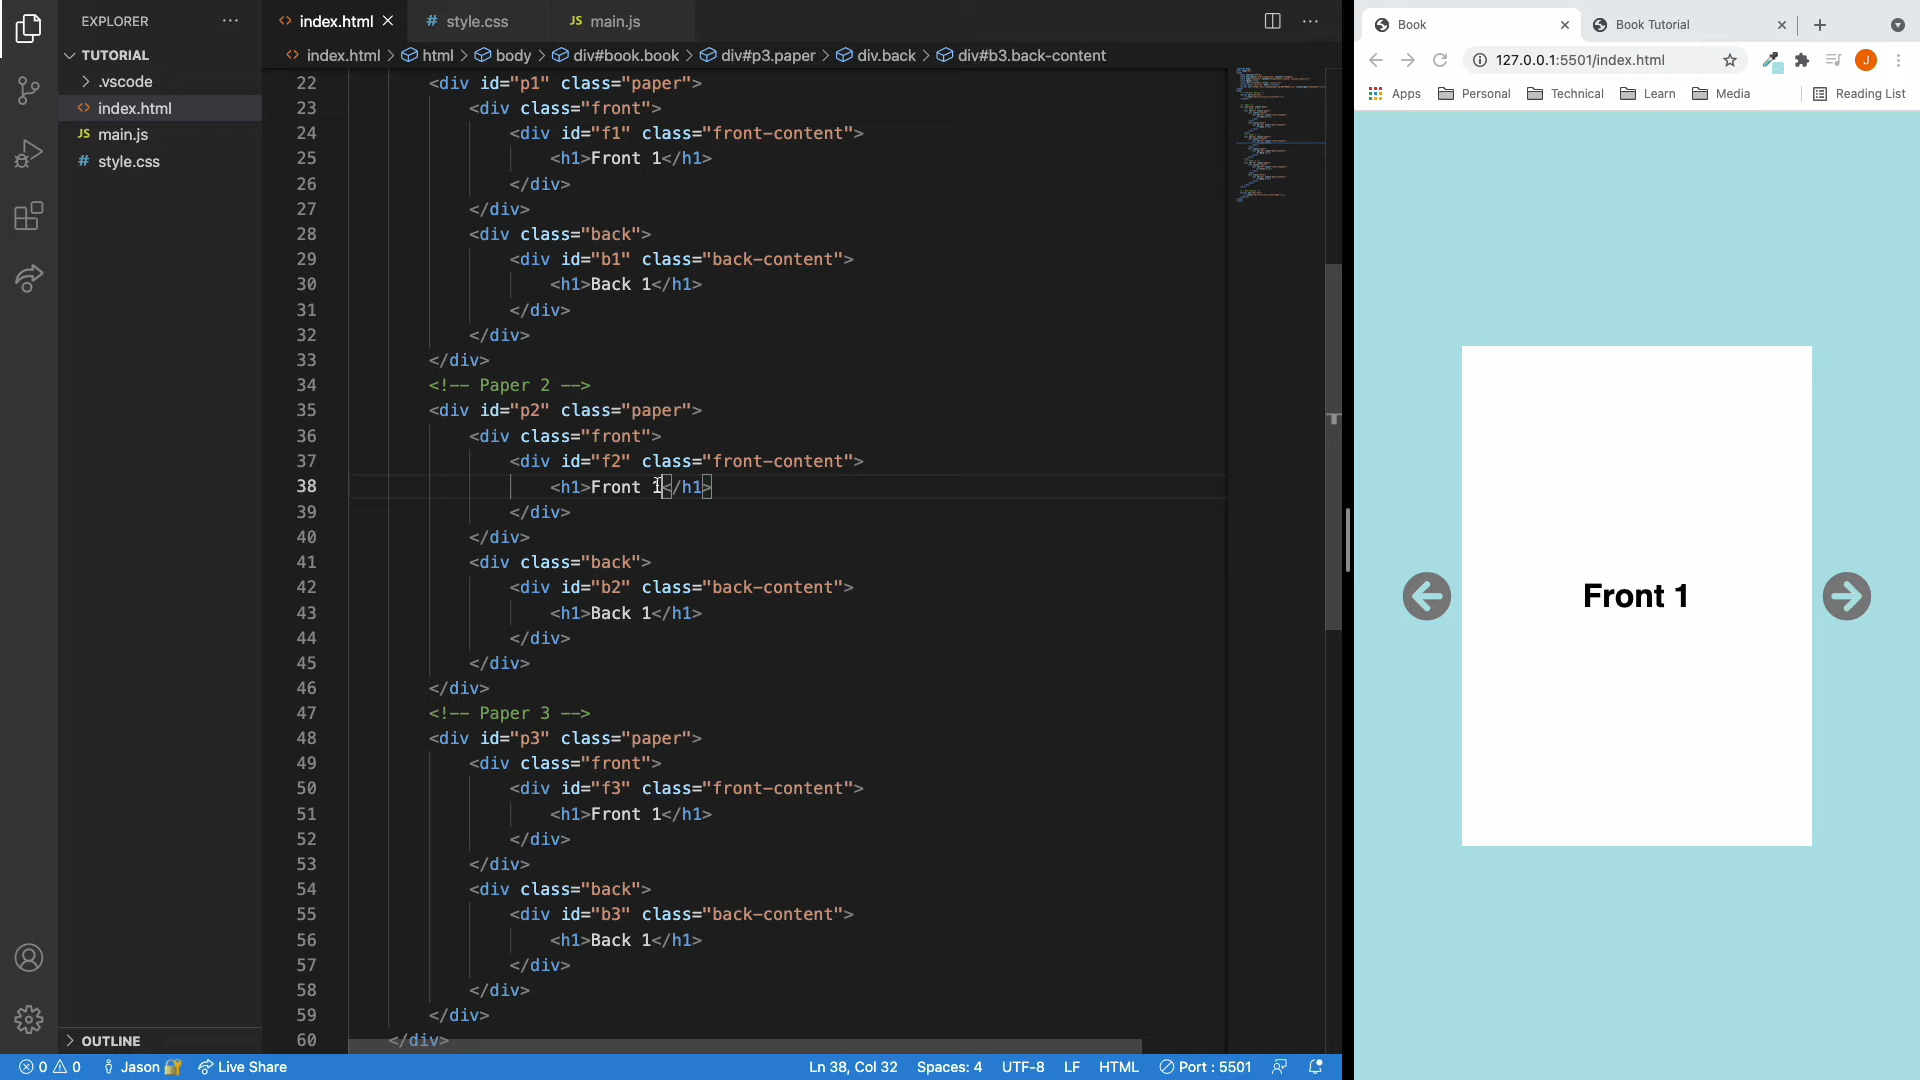 EXPLORER
TUTORIAL
.vscode
index.html
main.js
style.css
OUTLINE
index.html
style.css
JS main.js
index.html > html > body > div#book.book > div#p3.paper > div.back > div#b3.back-content
22 <div id="p1" class="paper">
23 <div class="front">
24 <div id="f1" class="front-content">
25 <h1>Front 1</h1>
26 </div>
27 </div>
28 <div class="back">
29 <div id="b1" class="back-content">
30 <h1>Back 1</h1>
31 </div>
32 </div>
33 </div>
34 <!-- Paper 2 -->
35 <div id="p2" class="paper">
36 <div class="front">
37 <div id="f2" class="front-content">
38 <h1>Front 1</h1>
39 </div>
40 </div>
41 <div class="back">
42 <div id="b2" class="back-content">
43 <h1>Back 1</h1>
44 </div>
45 </div>
46 </div>
47 <!-- Paper 3 -->
48 <div id="p3" class="paper">
49 <div class="front">
50 <div id="f3" class="front-content">
51 <h1>Front 1</h1>
52 </div>
53 </div>
54 <div class="back">
55 <div id="b3" class="back-content">
56 <h1>Back 1</h1>
57 </div>
58 </div>
59 </div>
60 </div>
0 0 Jason Live Share Ln 38, Col 32 Spaces: 4 UTF-8 LF HTML Port : 5501
Book
Book Tutorial
127.0.0.1:5501/index.html
J
Apps Personal Technical Learn Media Reading List
Front 1